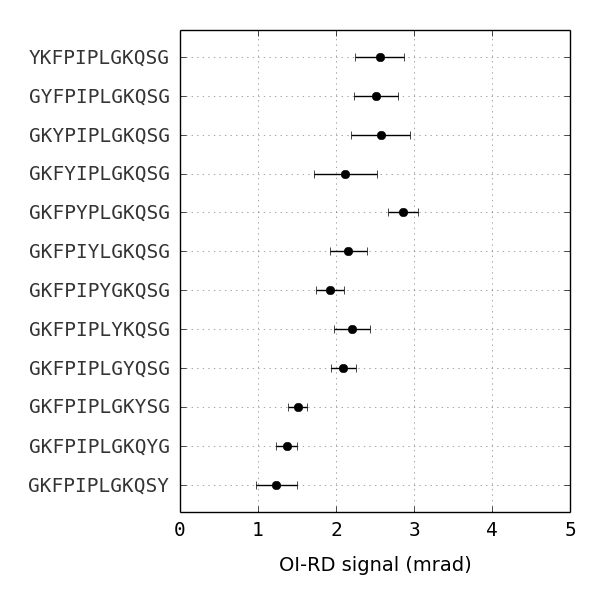 YKFPIPLGKQSG
GYFPIPLGKQSG
GKYPIPLGKQSG
GKFYIPLGKQSG
GKFPYPLGKQSG
GKFPIYLGKQSG
GKFPIPYGKQSG
GKFPIPLYKQSG
GKFPIPLGYQSG
GKFPIPLGKYSG
GKFPIPLGKQYG
GKFPIPLGKQSY
0 1 2 3 4 5
OI-RD signal (mrad)